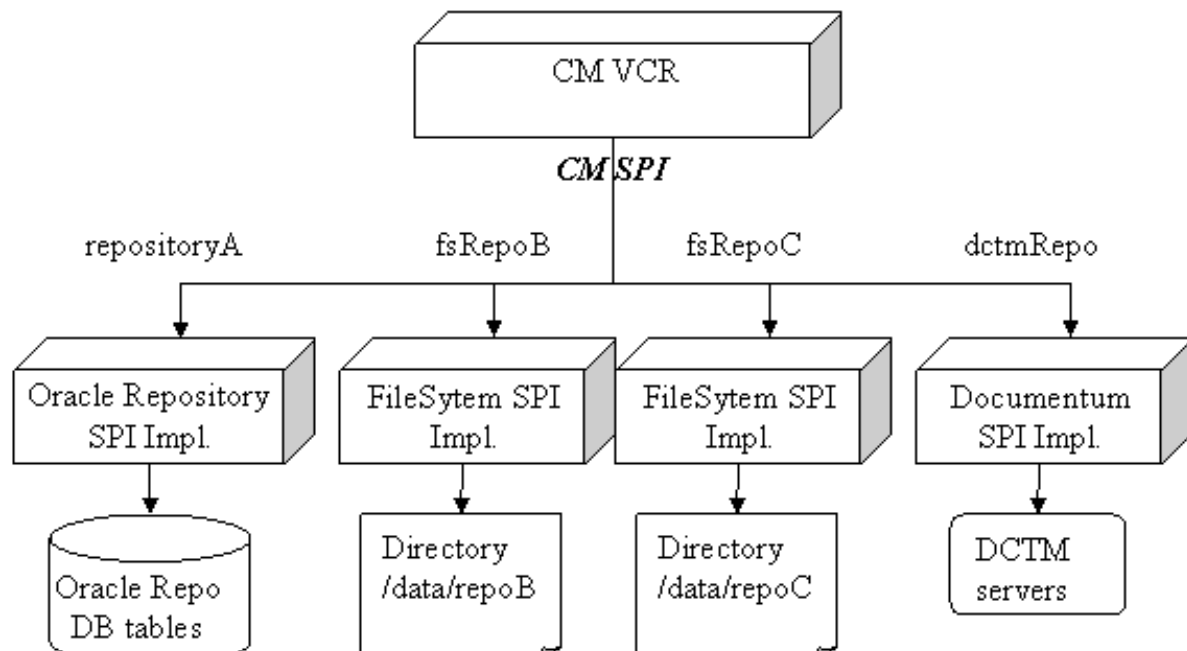 CM VCR
CM SPI
repositoryA
fsRepoB
fsRepoC
dctmRepo
Oracle Repository
SPI Impl.
FileSytem SPI
Impl.
FileSytem SPI
Impl.
Documentum
SPI Impl.
Oracle Repo
DB tables
Directory
/data/repoB
Directory
/data/repoC
DCTM
servers